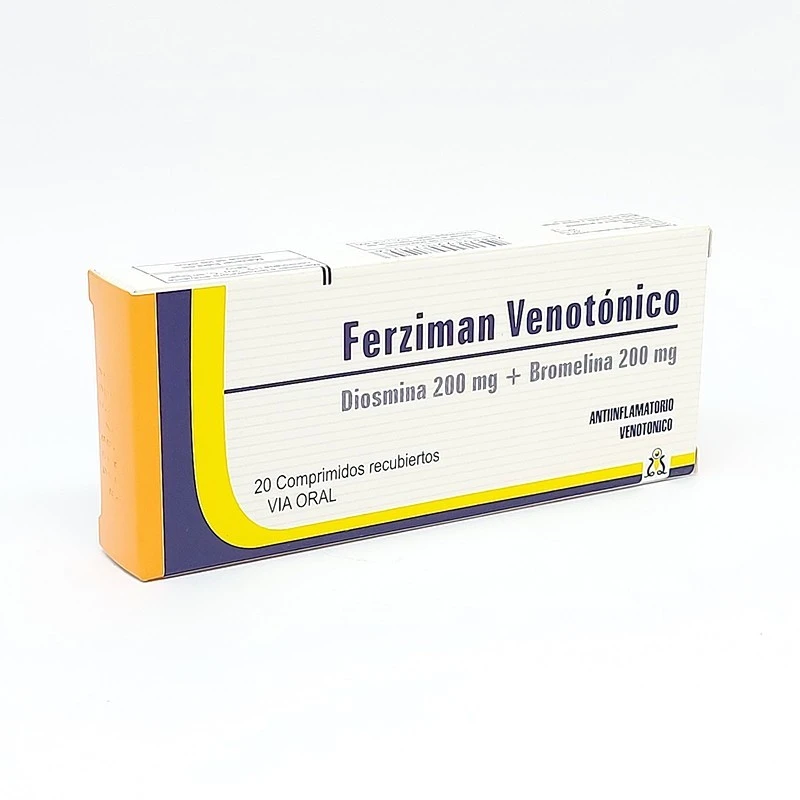 Ferziman Venotónico
Diosmina 200 mg + Bromelina 200 mg
ANTIINFLAMATORIO
VENOTONICO
20 Comprimidos recubiertos
VIA ORAL